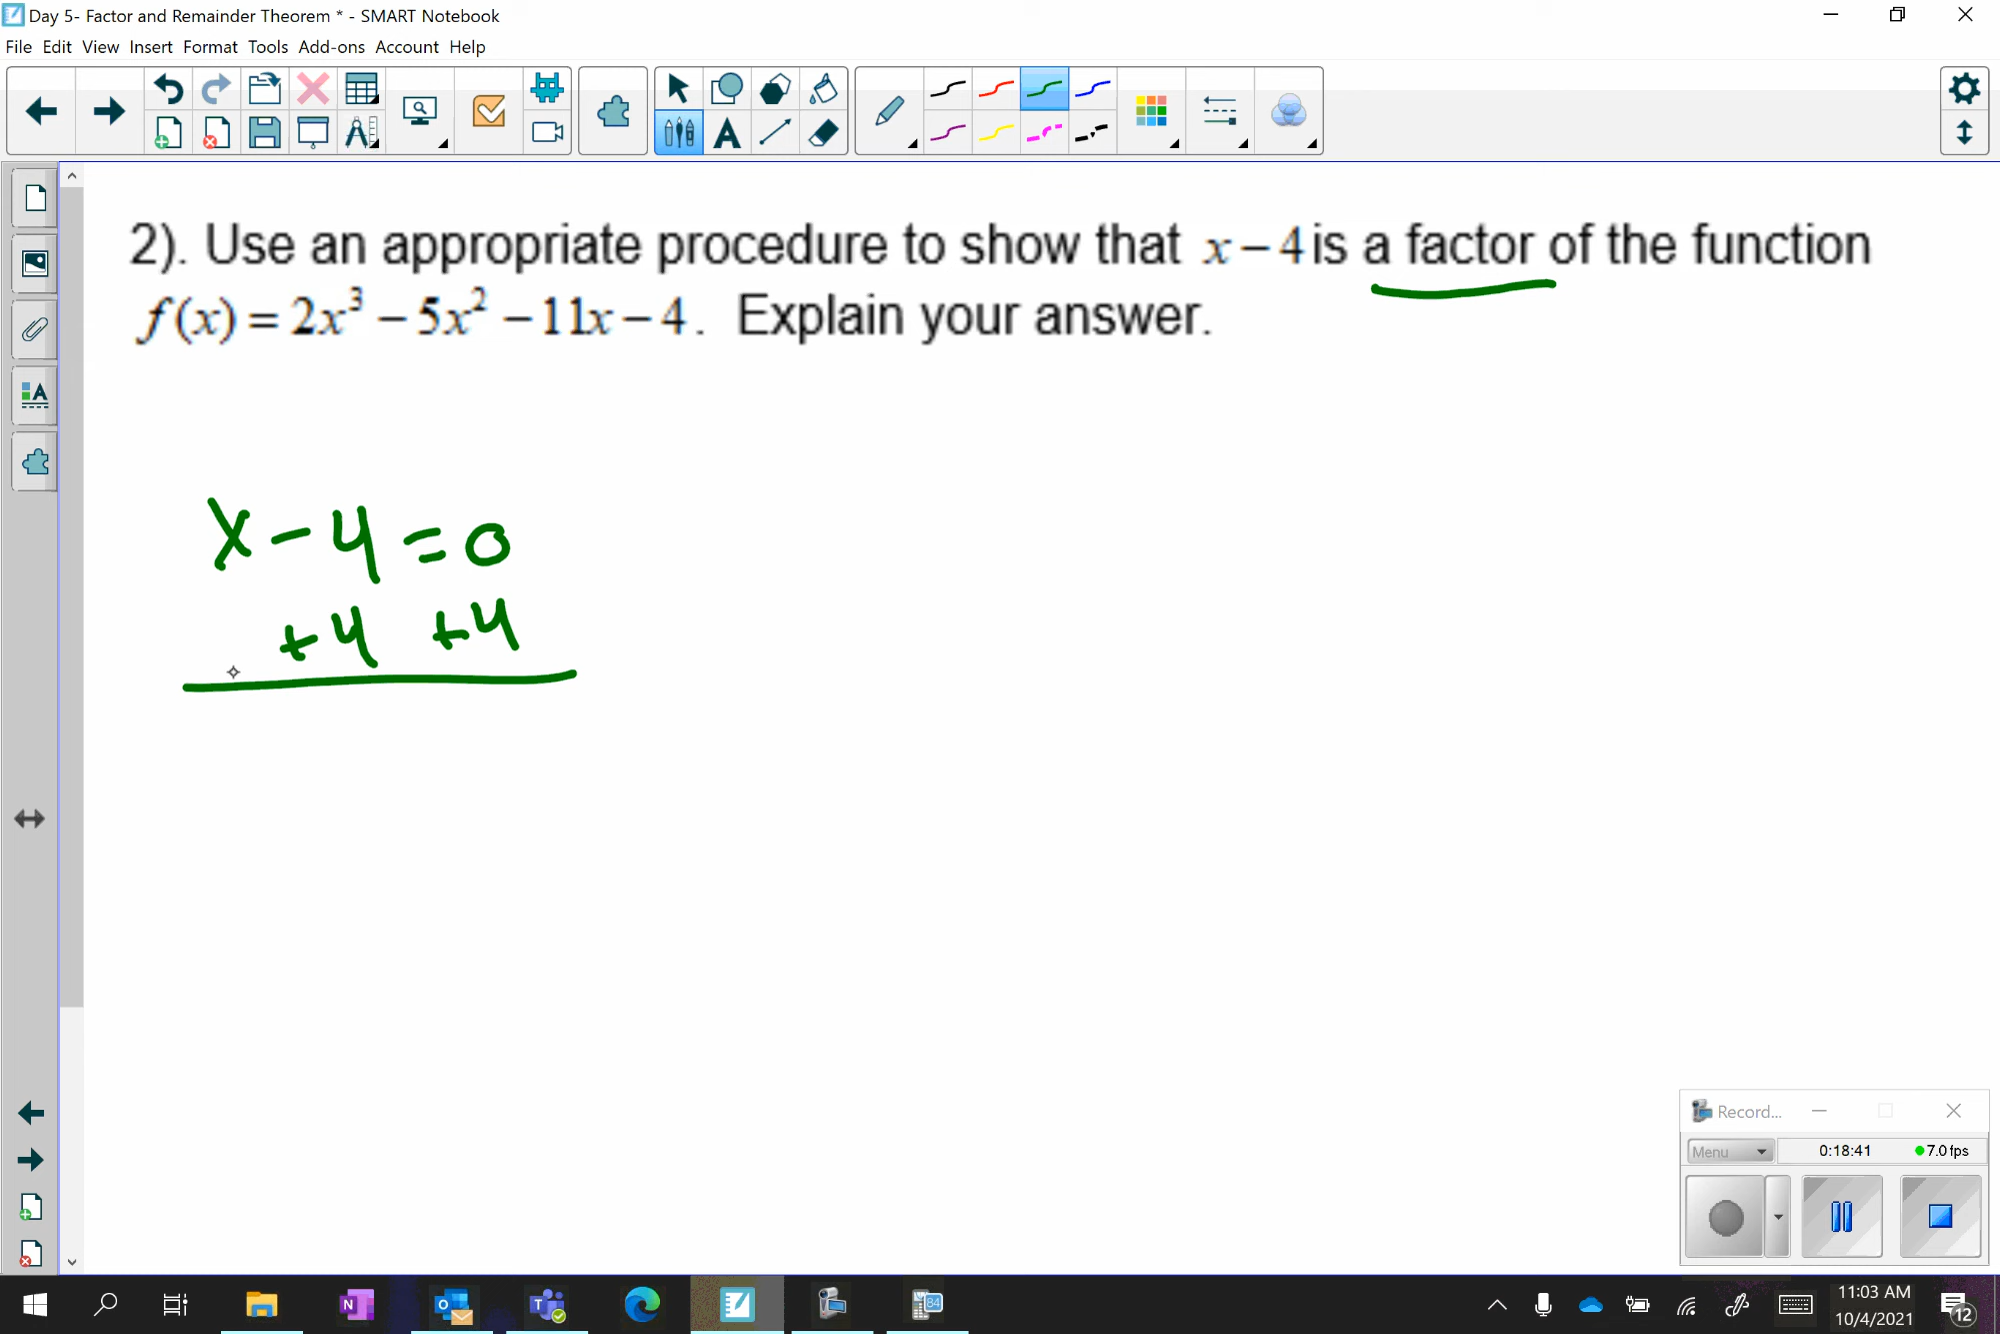 Day 5- Factor and Remainder Theorem * - SMART Notebook
File Edit View Insert Format Tools Add-ons Account Help
2). Use an appropriate procedure to show that x – 4 is a factor of the function
f(x) = 2x³ – 5x² – 11x – 4. Explain your answer.
x - 4 = 0
+4 +4
Record...
Menu 0:18:41 7.0 fps
11:03 AM
10/4/2021
12